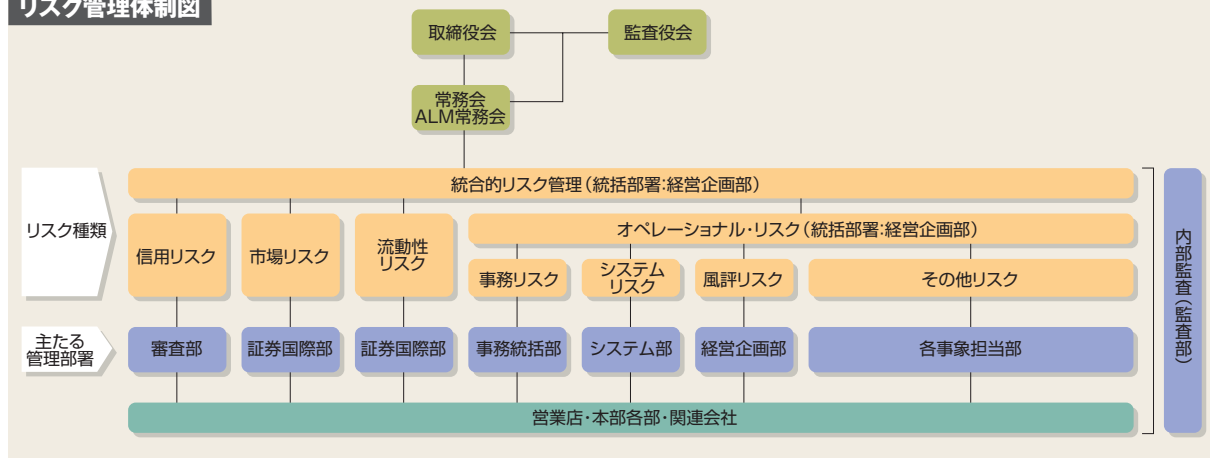 リスク管理体制図
取締役会
監査役会
常務会
ALM常務会
統合的リスク管理(統括部署:経営企画部)
リスク種類
信用リスク
市場リスク
流動性
リスク
オペレーショナル・リスク(統括部署:経営企画部)
事務リスク
システム
リスク
風評リスク
その他リスク
主たる
管理部署
審査部
証券国際部
証券国際部
事務統括部
システム部
経営企画部
各事象担当部
営業店・本部各部・関連会社
内部監査(監査部)